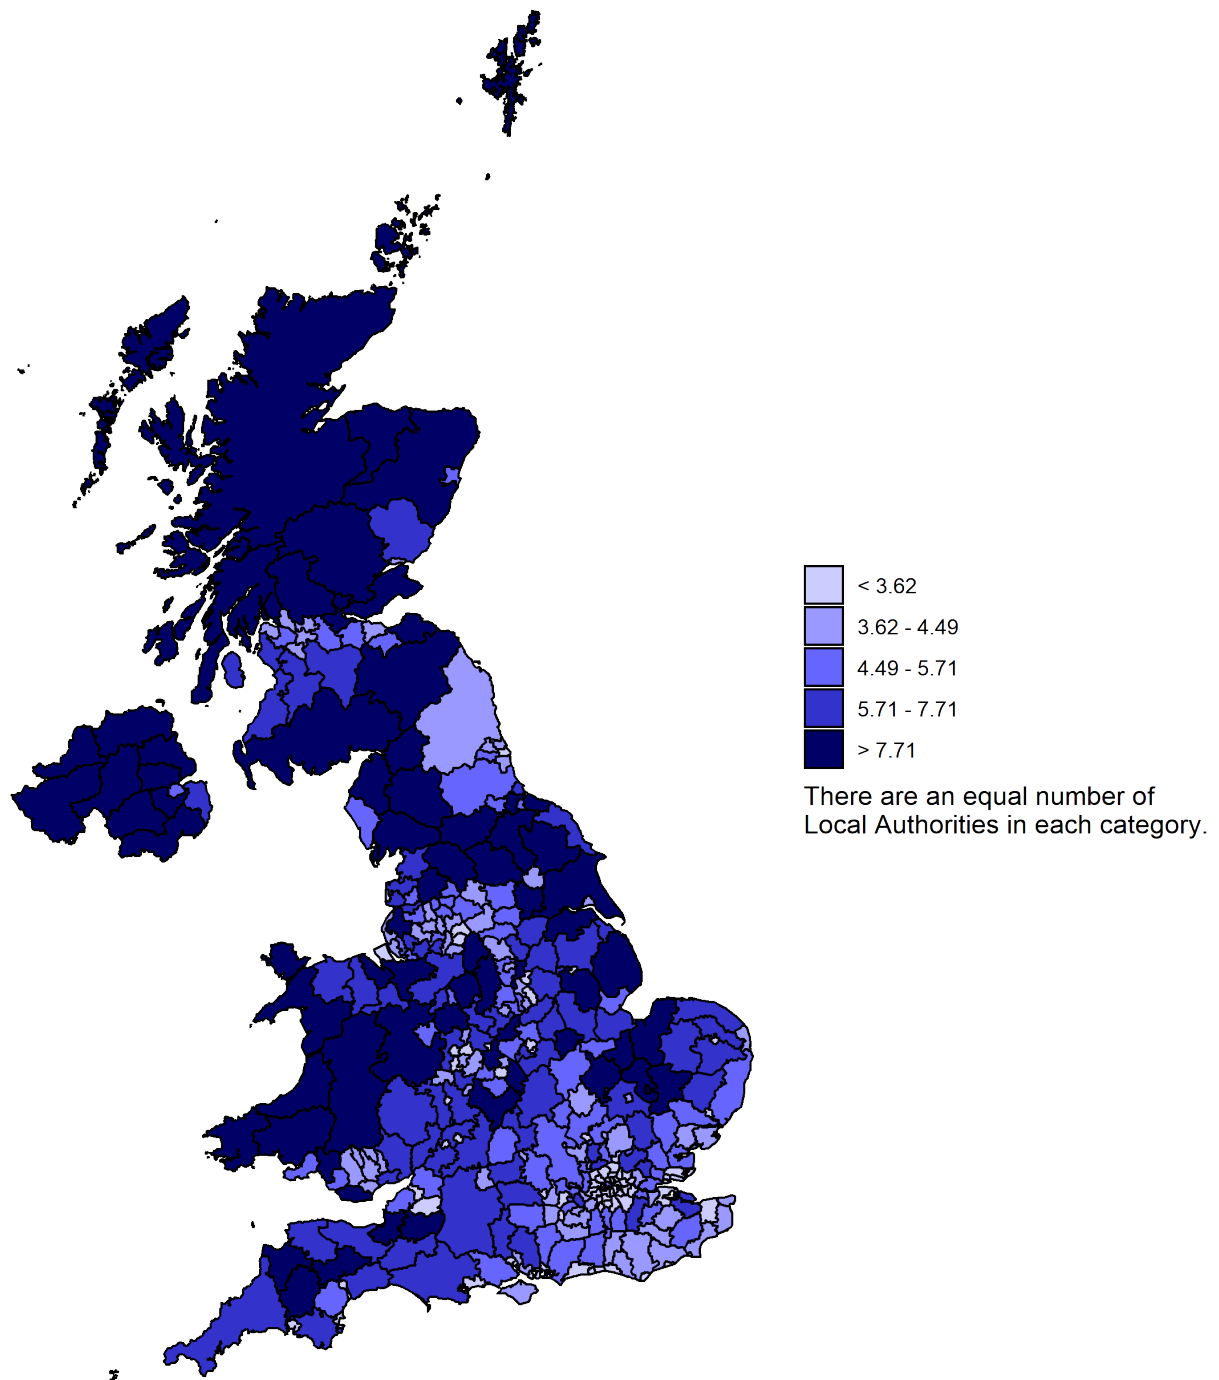 < 3.62
3.62 - 4.49
4.49 - 5.71
5.71 - 7.71
> 7.71
There are an equal number of
Local Authorities in each category.